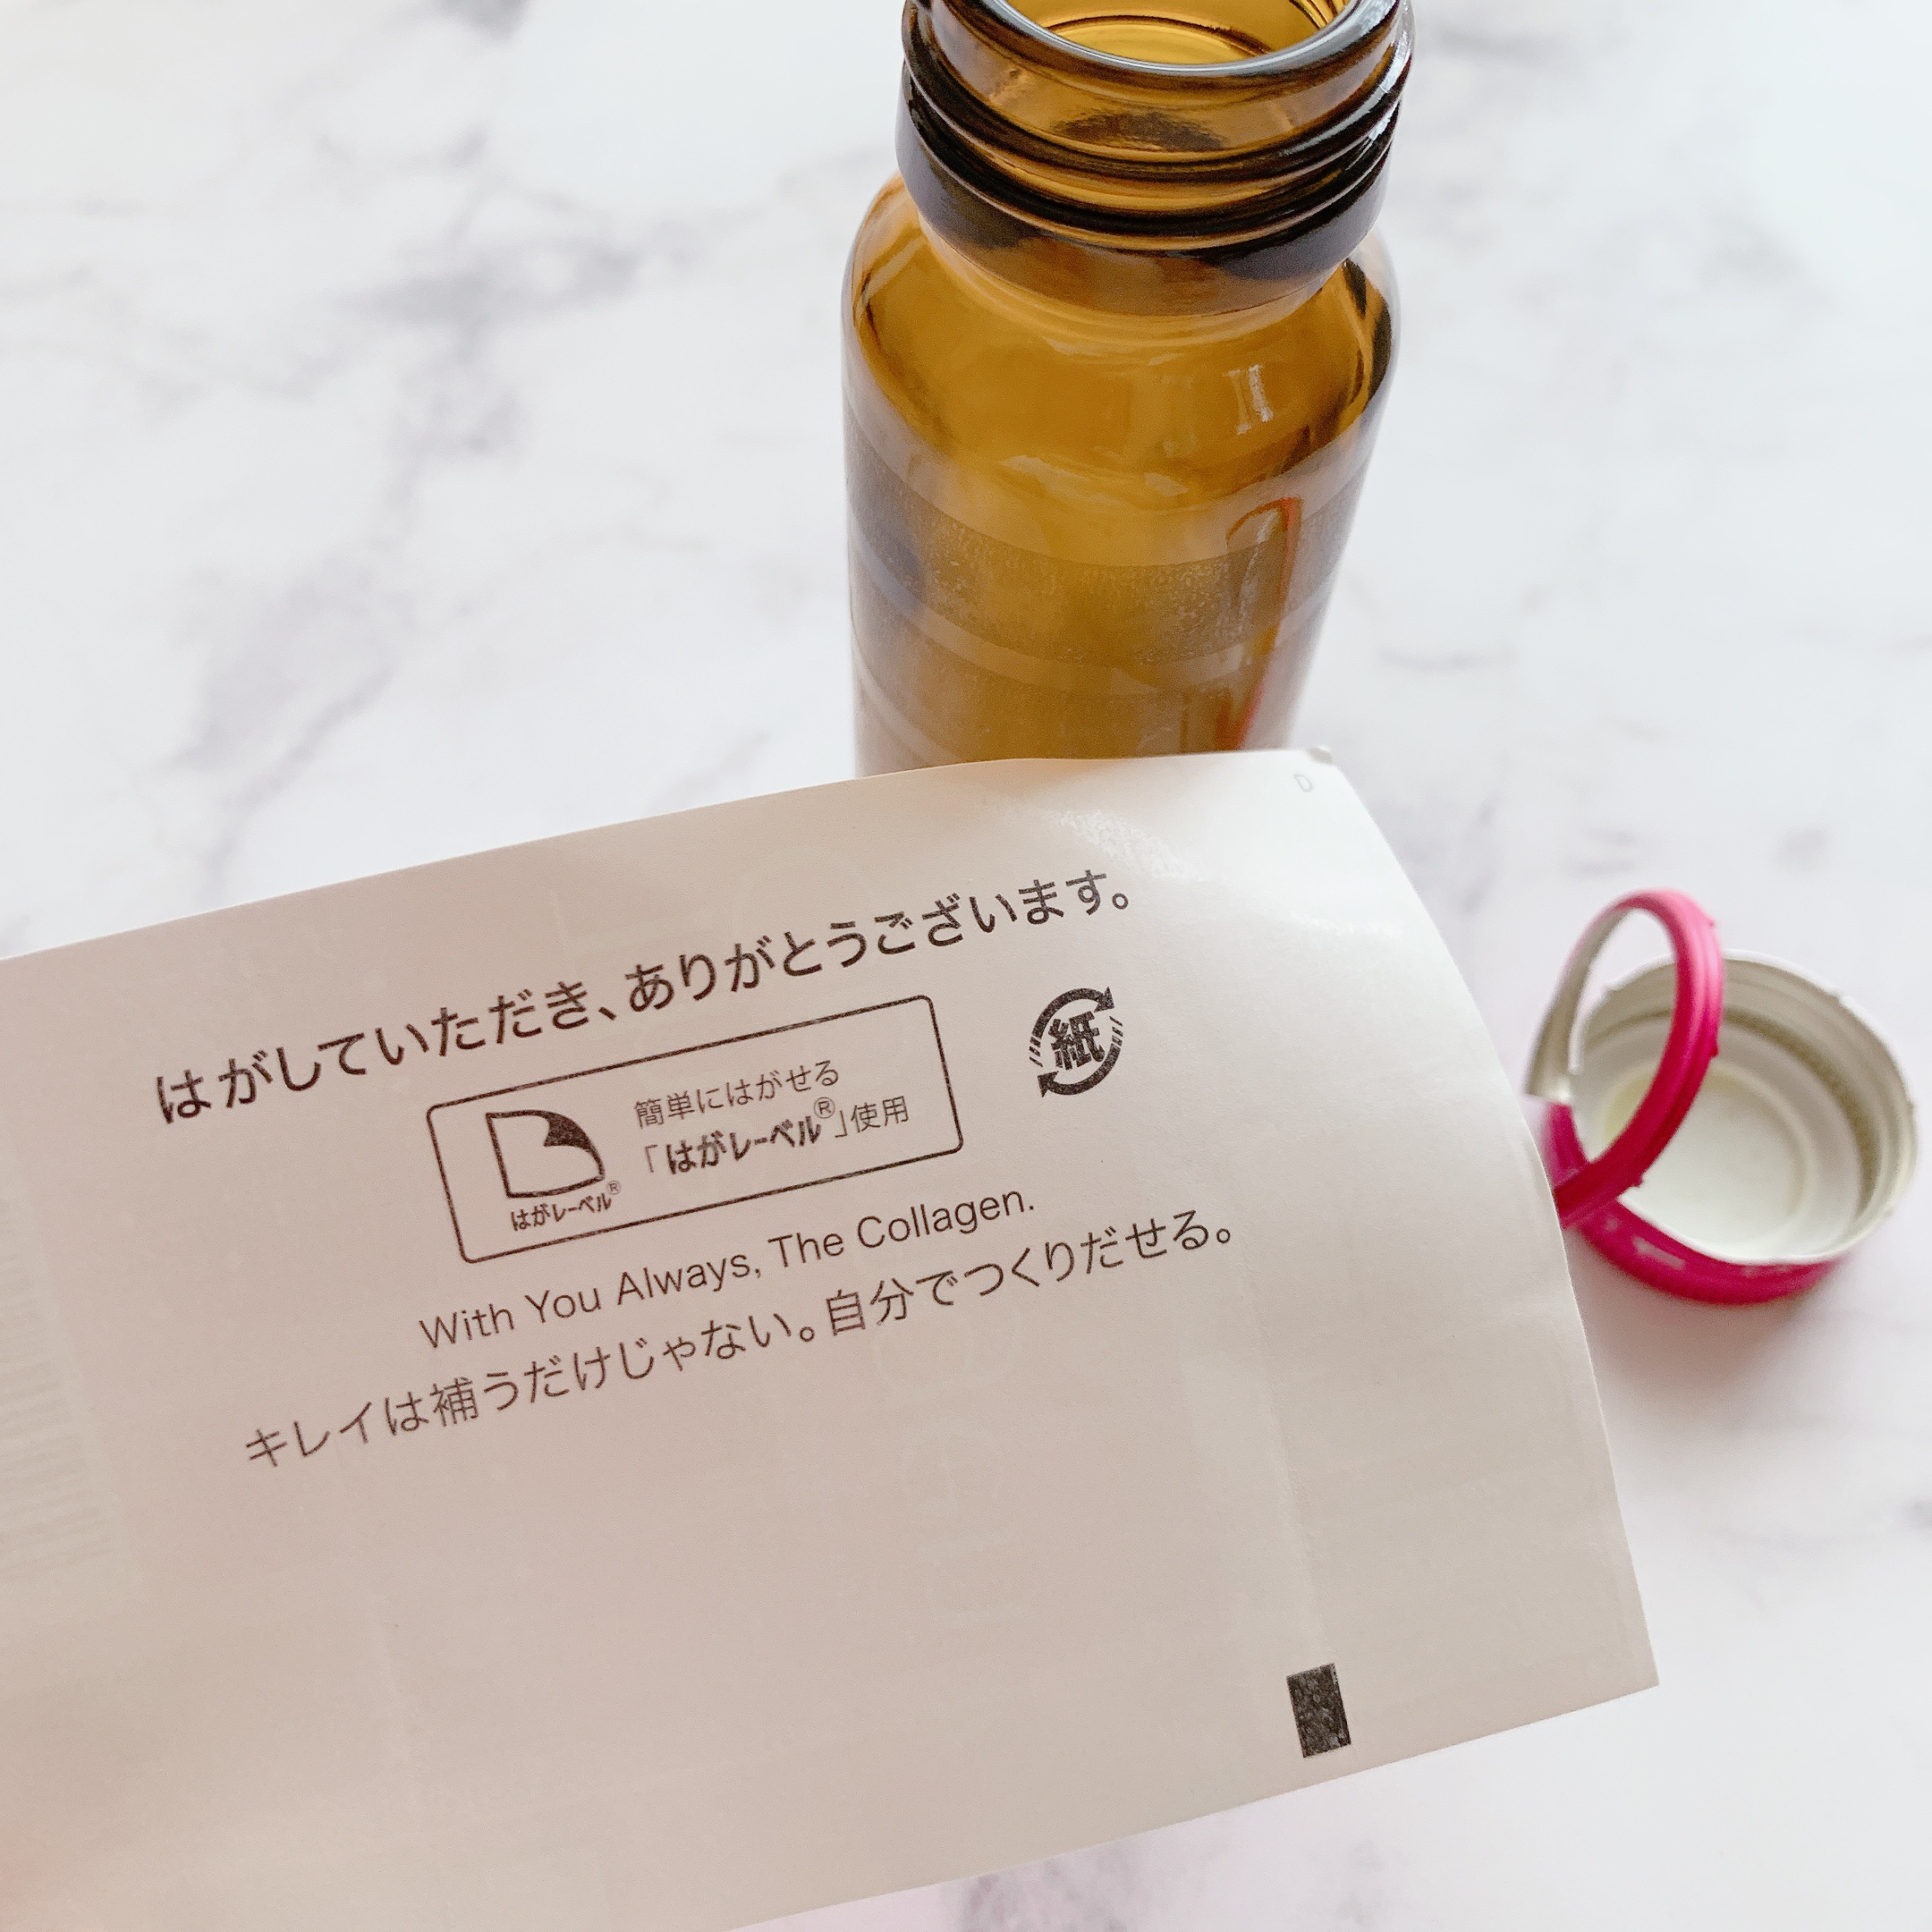 D
はがしていただき、ありがとうございます。
紙
簡単にはがせる
「はがレーベル®」使用
はがレーベル®
With You Always, The Collagen.
キレイは補うだけじゃない。自分でつくりだせる。